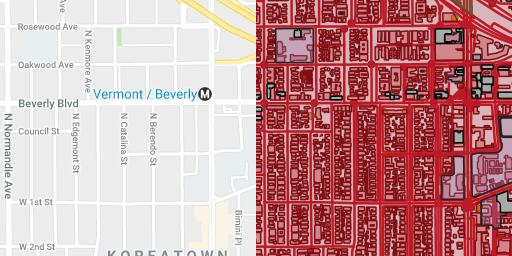 Rosewood Ave
N Kenmore Ave
Oakwood Ave
Vermont / Beverly M
Beverly Blvd
Council St
N Normandie Ave
N Edgemont St
N Catalina St
N Berendo St
W 1st St
Bimini Pl
W 2nd St
KOREATOWN